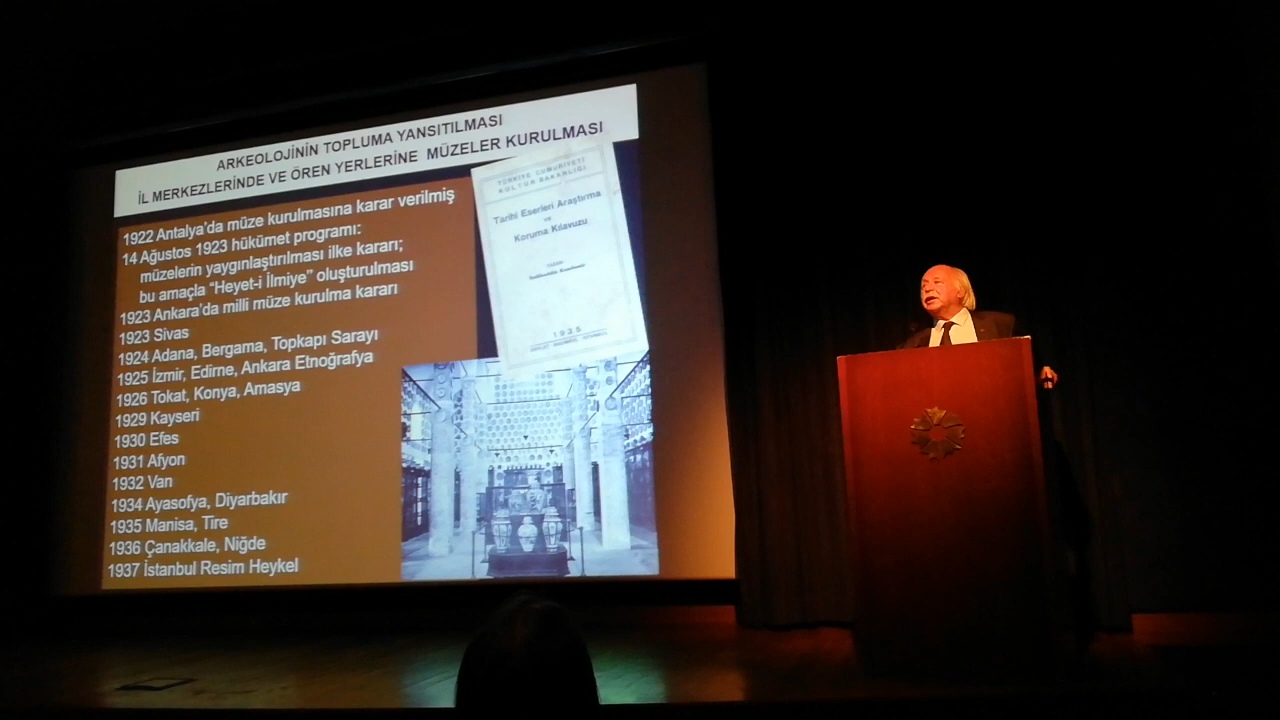 ARKEOLOJİNİN TOPLUMA YANSITILMASI
İL MERKEZLERİNDE VE ÖREN YERLERİNE MÜZELER KURULMASI
1922 Antalya'da müze kurulmasına karar verilmiş
14 Ağustos 1923 hükümet programı:
müzelerin yaygınlaştırılması ilke kararı;
bu amaçla "Heyet-i İlmiye" oluşturulması
1923 Ankara'da milli müze kurulma kararı
1923 Sivas
1924 Adana, Bergama, Topkapı Sarayı
1925 İzmir, Edirne, Ankara Etnoğrafya
1926 Tokat, Konya, Amasya
1929 Kayseri
1930 Efes
1931 Afyon
1932 Van
1934 Ayasofya, Diyarbakır
1935 Manisa, Tire
1936 Çanakkale, Niğde
1937 İstanbul Resim Heykel
TÜRKİYE CUMURİYETİ
KÜLTÜR BAKANLIĞI
Tarihi Eserleri Araştırma
ve
Koruma Kılavuzu
1935